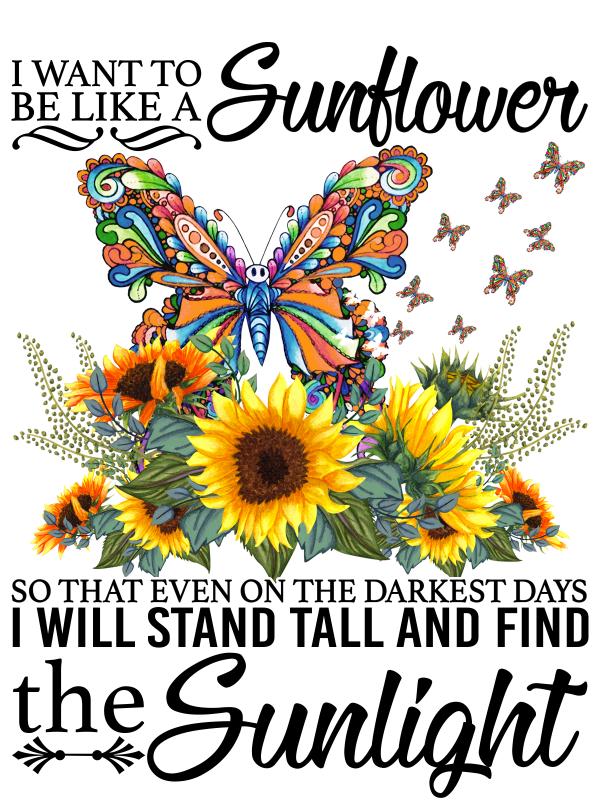 I WANT TO
BE LIKE A Sunflower
SO THAT EVEN ON THE DARKEST DAYS
I WILL STAND TALL AND FIND
the Sunlight